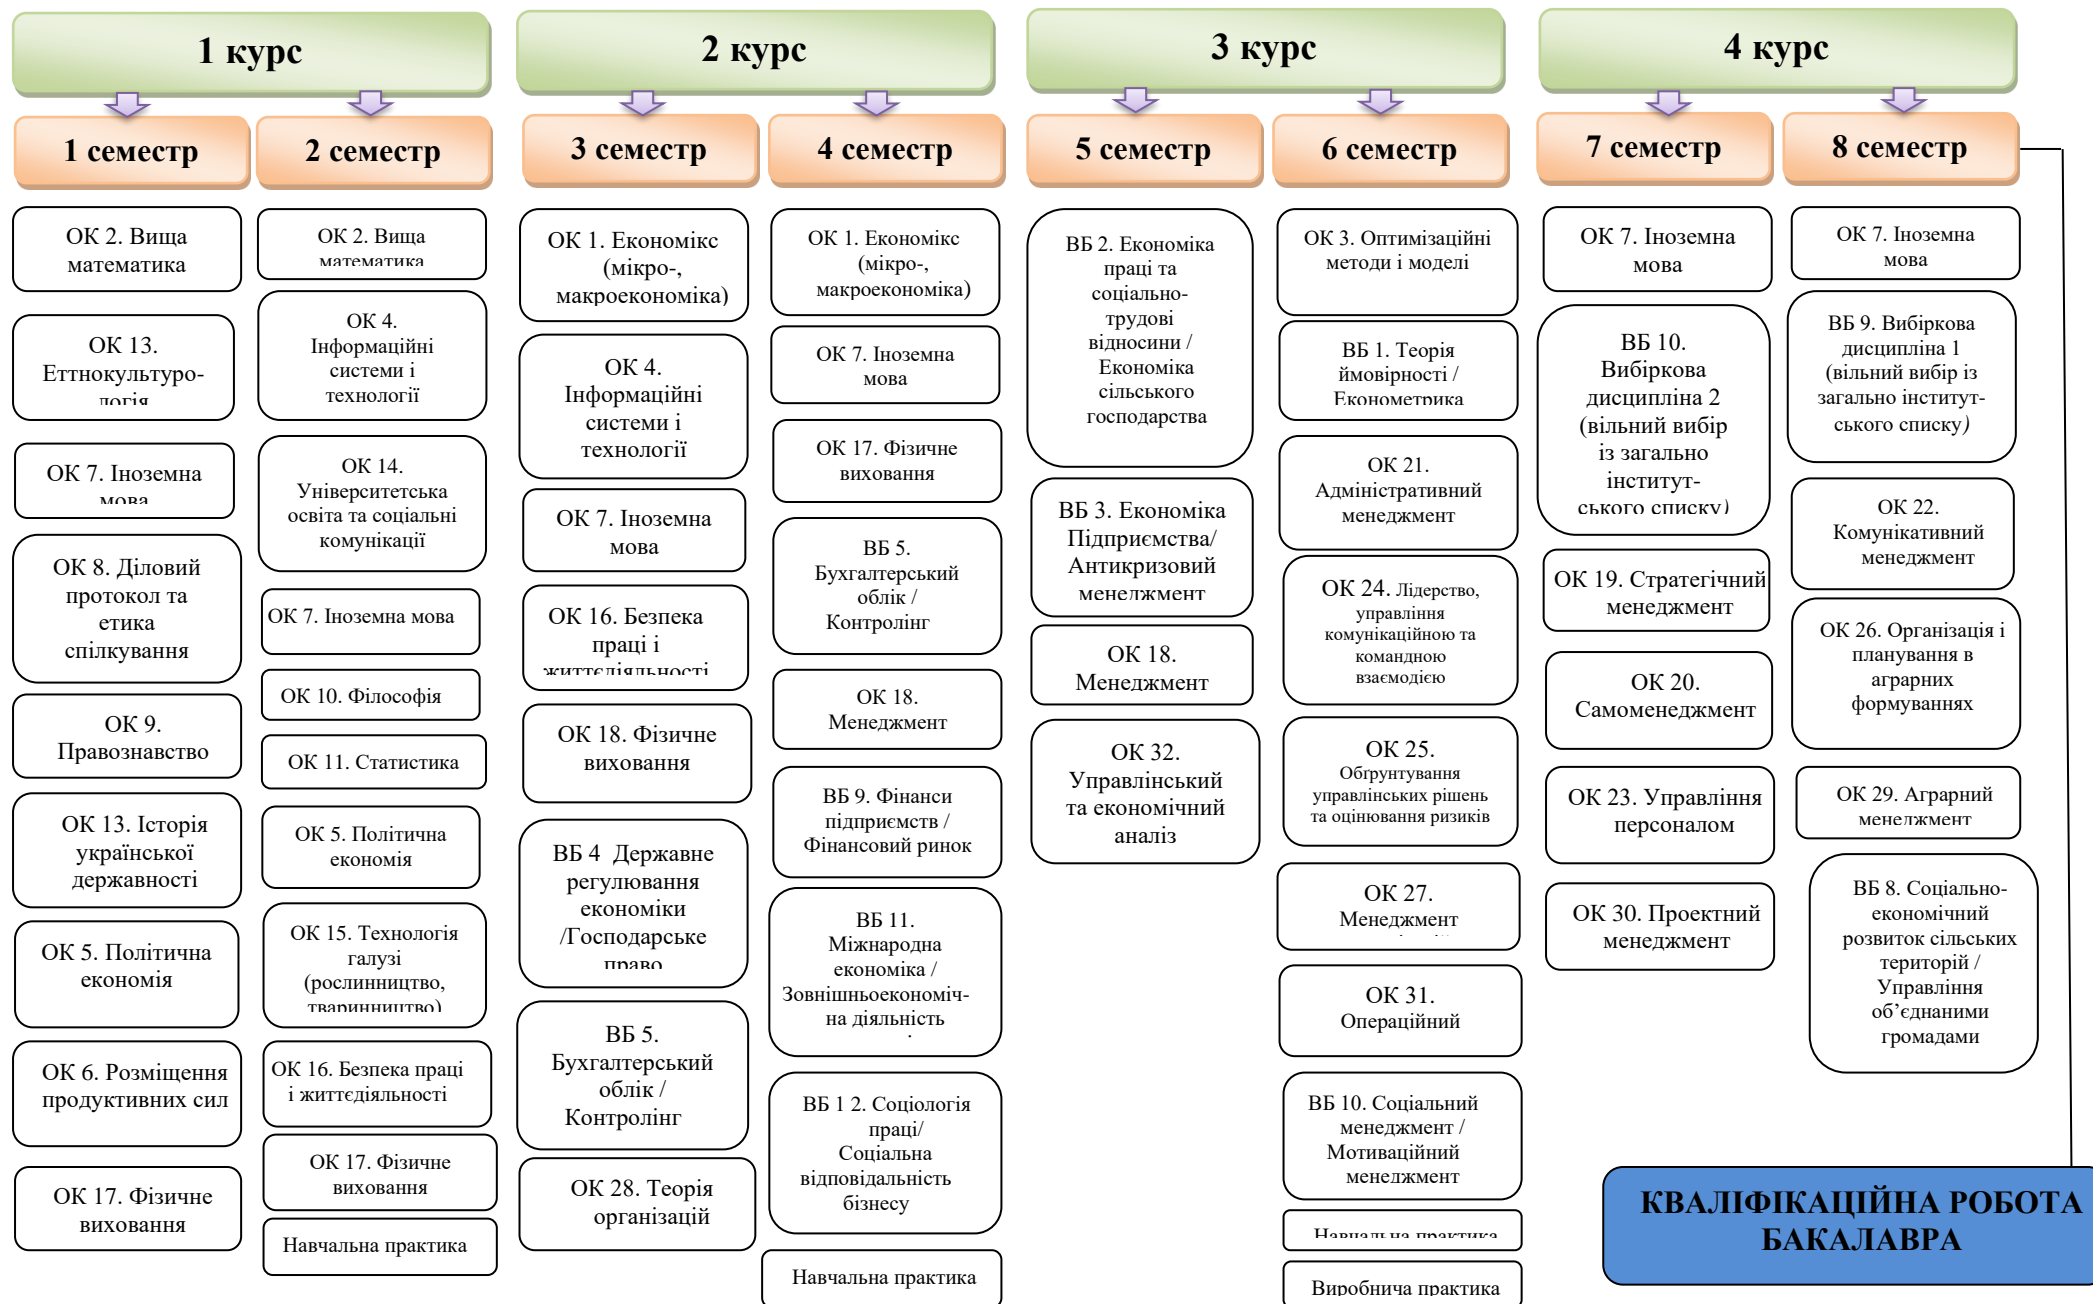 1 курс
2 курс
3 курс
4 курс
1 семестр
2 семестр
3 семестр
4 семестр
5 семестр
6 семестр
7 семестр
8 семестр
ОК 2. Вища
математика
ОК 13.
Еттнокультуро-
логія
ОК 7. Іноземна
мова
ОК 8. Діловий
протокол та
етика
спілкування
ОК 9.
Правознавство
ОК 13. Історія
української
державності
ОК 5. Політична
економія
ОК 6. Розміщення
продуктивних сил
ОК 17. Фізичне
виховання
ОК 2. Вища
математика
ОК 4.
Інформаційні
системи і
технології
ОК 14.
Університетська
освіта та соціальні
комунікації
ОК 7. Іноземна мова
ОК 10. Філософія
ОК 11. Статистика
ОК 5. Політична
економія
ОК 15. Технологія
галузі
(рослинництво,
тваринництво)
ОК 16. Безпека праці
і життєдіяльності
ОК 17. Фізичне
виховання
Навчальна практика
ОК 1. Економікс
(мікро-,
макроекономіка)
ОК 4.
Інформаційні
системи і
технології
ОК 7. Іноземна
мова
ОК 16. Безпека
праці і
життєдіяльності
ОК 18. Фізичне
виховання
ВБ 4 Державне
регулювання
економіки
/Господарське
право
ВБ 5.
Бухгалтерський
облік /
Контролінг
ОК 28. Теорія
організацій
ОК 1. Економікс
(мікро-,
макроекономіка)
ОК 7. Іноземна
мова
ОК 17. Фізичне
виховання
ВБ 5.
Бухгалтерський
облік /
Контролінг
ОК 18.
Менеджмент
ВБ 9. Фінанси
підприємств /
Фінансовий ринок
ВБ 11.
Міжнародна
економіка /
Зовнішньоекономіч-
на діяльність
ВБ 1 2. Соціологія
праці/
Соціальна
відповідальність
бізнесу
Навчальна практика
ВБ 2. Економіка
праці та
соціально-
трудові
відносини /
Економіка
сільського
господарства
ВБ 3. Економіка
Підприємства/
Антикризовий
менеджмент
ОК 18.
Менеджмент
ОК 32.
Управлінський
та економічний
аналіз
ОК 3. Оптимізаційні
методи і моделі
ВБ 1. Теорія
ймовірності /
Економетрика
ОК 21.
Адміністративний
менеджмент
ОК 24. Лідерство,
управління
комунікаційною та
командною
взаємодією
ОК 25.
Обґрунтування
управлінських рішень
та оцінювання ризиків
ОК 27.
Менеджмент
ОК 31.
Операційний
ВБ 10. Соціальний
менеджмент /
Мотиваційний
менеджмент
Навчальна практика
Виробнича практика
ОК 7. Іноземна
мова
ВБ 10.
Вибіркова
дисципліна 2
(вільний вибір
із загально
інститут-
ського списку)
ОК 19. Стратегічний
менеджмент
ОК 20.
Самоменеджмент
ОК 23. Управління
персоналом
ОК 30. Проектний
менеджмент
ОК 7. Іноземна
мова
ВБ 9. Вибіркова
дисципліна 1
(вільний вибір із
загально інститут-
ського списку)
ОК 22.
Комунікативний
менеджмент
ОК 26. Організація і
планування в
аграрних
формуваннях
ОК 29. Аграрний
менеджмент
ВБ 8. Соціально-
економічний
розвиток сільських
територій /
Управління
об’єднаними
громадами
КВАЛІФІКАЦІЙНА РОБОТА
БАКАЛАВРА